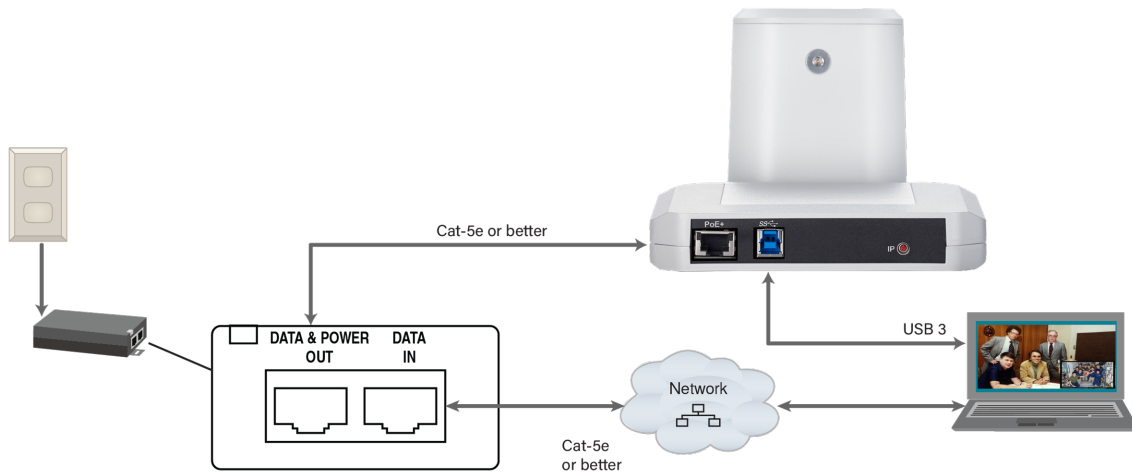 PoE+
SS
IP
Cat-5e or better
USB 3
DATA & POWER
OUT
DATA
IN
Network
Cat-5e
or better